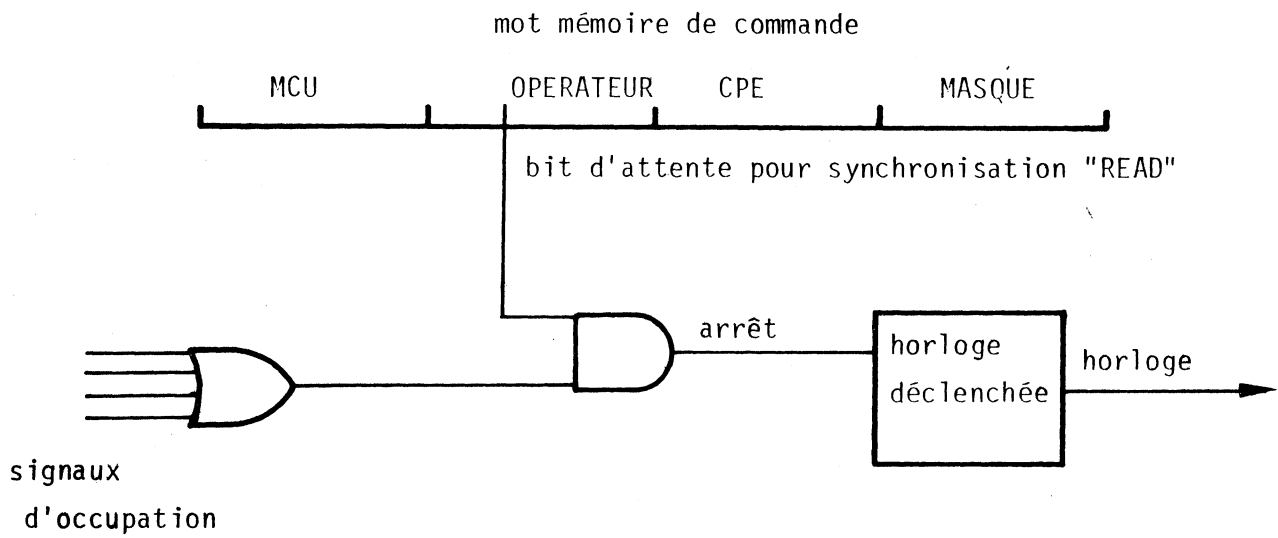 mot mémoire de commande
MCU OPERATEUR CPE MASQUE
bit d'attente pour synchronisation "READ"
arrêt
horloge
déclenchée
horloge
signaux
d'occupation